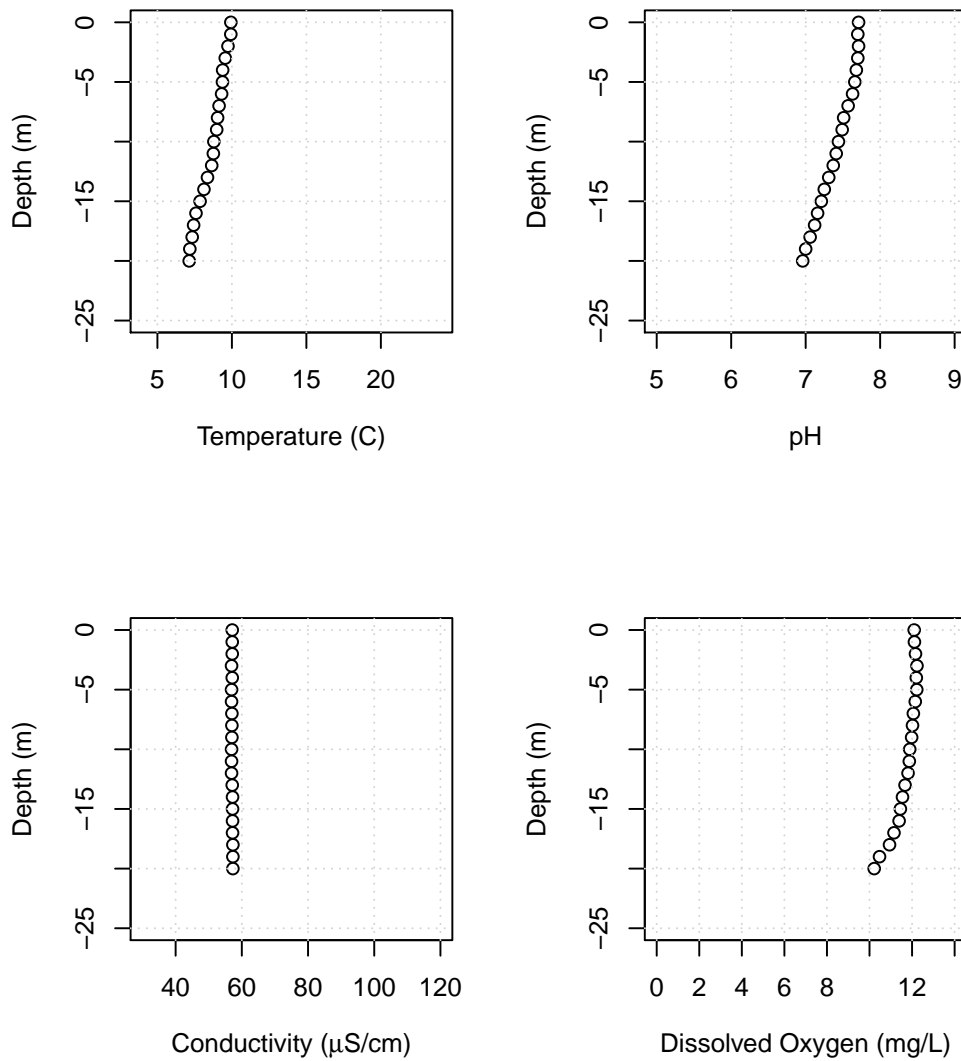 0
−5
−15
−25
Depth (m)
5 10 15 20
Temperature (C)
0
−5
−15
−25
Depth (m)
5 6 7 8 9
pH
0
−5
−15
−25
Depth (m)
40 60 80 100 120
Conductivity (µS/cm)
0
−5
−15
−25
Depth (m)
0 2 4 6 8 12
Dissolved Oxygen (mg/L)